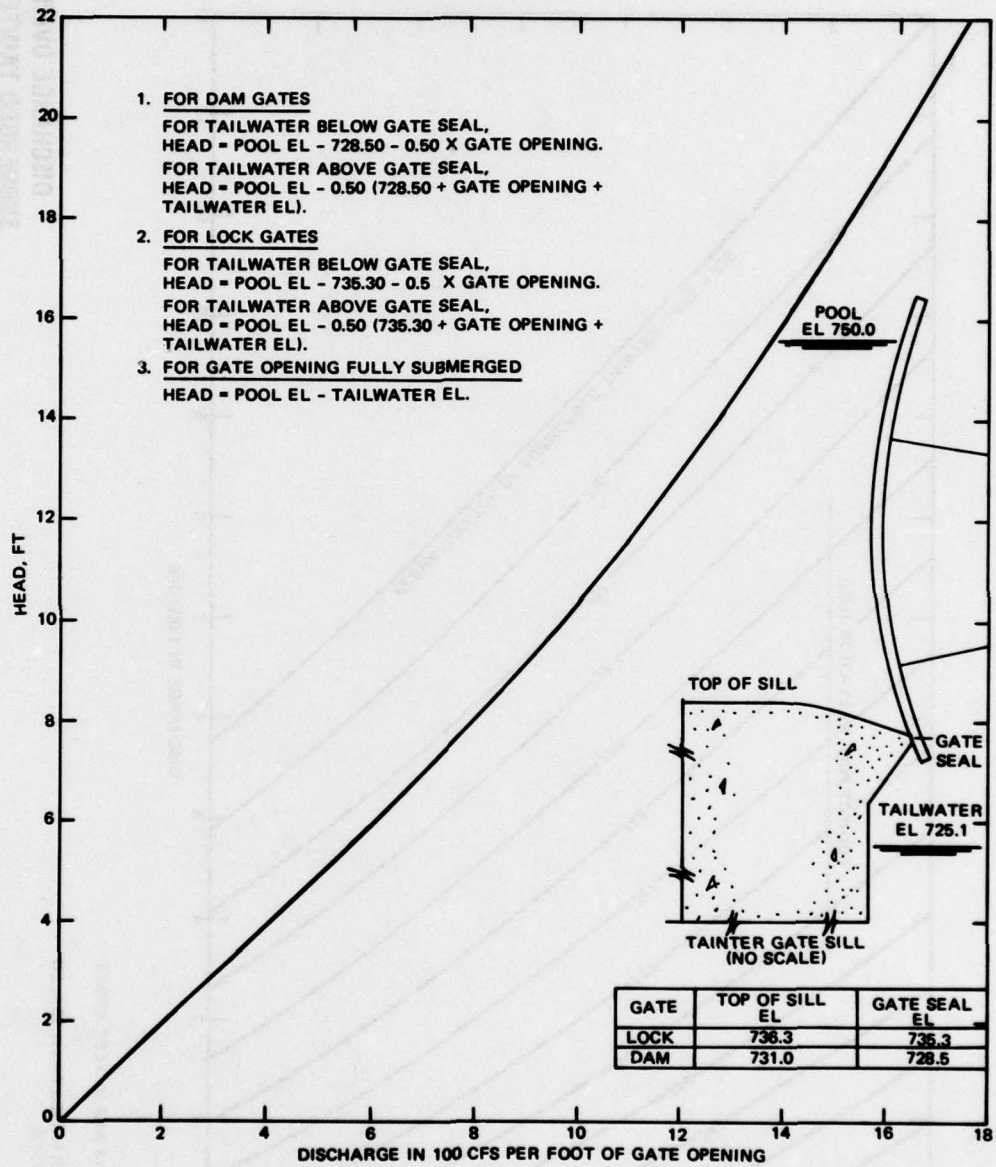 22
20
18
16
14
12
10
8
6
4
2
0
HEAD, FT
1. FOR DAM GATES
FOR TAILWATER BELOW GATE SEAL,
HEAD = POOL EL - 728.50 - 0.50 X GATE OPENING.
FOR TAILWATER ABOVE GATE SEAL,
HEAD = POOL EL - 0.50 (728.50 + GATE OPENING +
TAILWATER EL).
2. FOR LOCK GATES
FOR TAILWATER BELOW GATE SEAL,
HEAD = POOL EL - 735.30 - 0.5 X GATE OPENING.
FOR TAILWATER ABOVE GATE SEAL,
HEAD = POOL EL - 0.50 (735.30 + GATE OPENING +
TAILWATER EL).
3. FOR GATE OPENING FULLY SUBMERGED
HEAD = POOL EL - TAILWATER EL.
POOL
EL 750.0
TOP OF SILL
GATE
SEAL
TAILWATER
EL 725.1
TAINTER GATE SILL
(NO SCALE)
GATE TOP OF SILL EL GATE SEAL EL
LOCK 736.3 735.3
DAM 731.0 728.5
0 2 4 6 8 10 12 14 16 18
DISCHARGE IN 100 CFS PER FOOT OF GATE OPENING